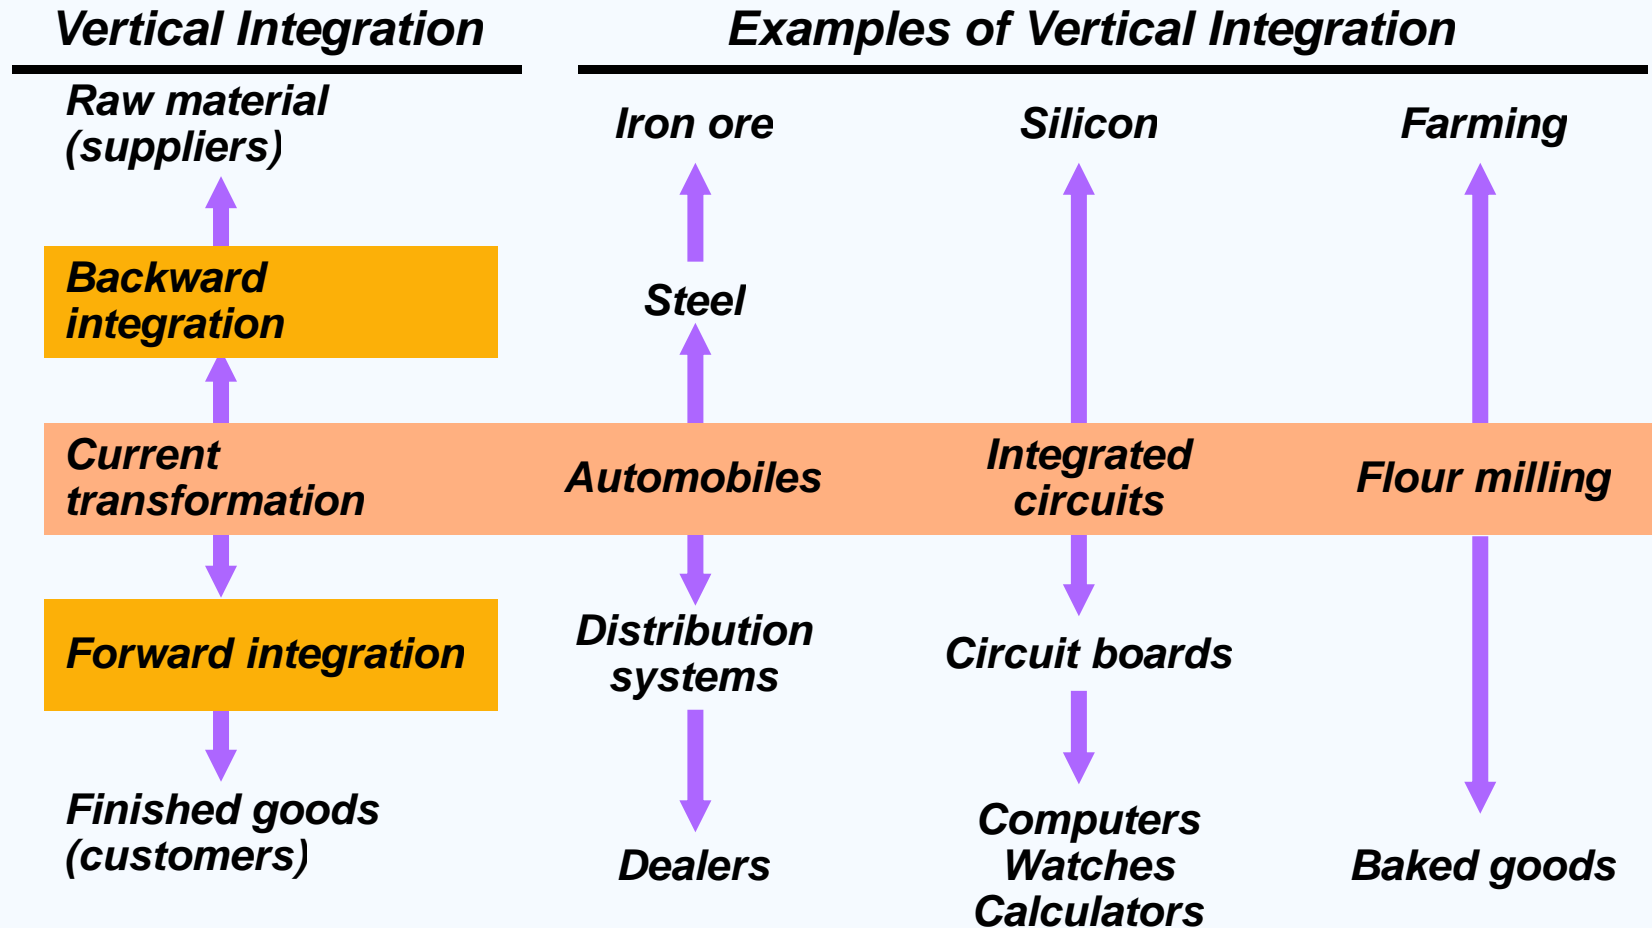 Vertical Integration
Examples of Vertical Integration
Raw material
(suppliers)
Iron ore
Silicon
Farming
Backward
integration
Steel
Current
transformation
Automobiles
Integrated
circuits
Flour milling
Forward integration
Distribution
systems
Circuit boards
Finished goods
(customers)
Dealers
Computers
Watches
Calculators
Baked goods